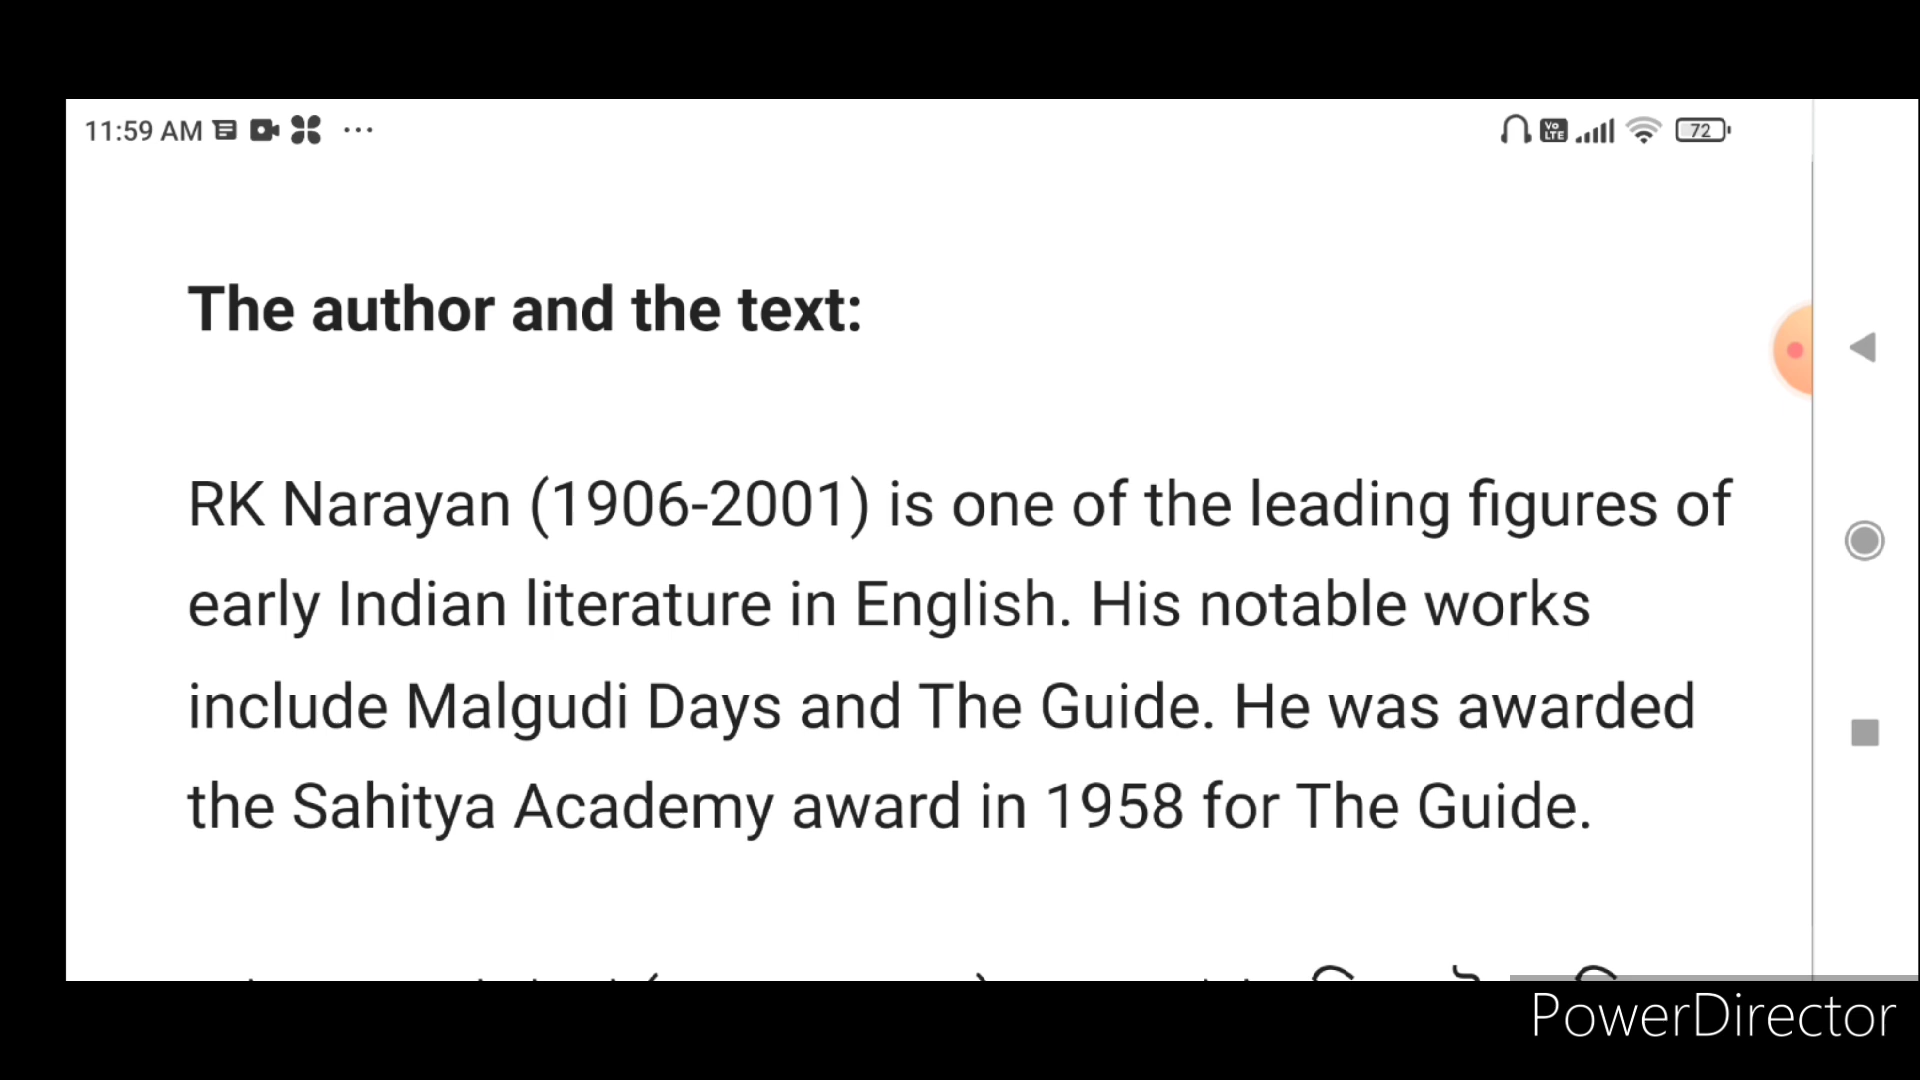 11:59 AM ...
Vo LTE 72
The author and the text:
RK Narayan (1906-2001) is one of the leading figures of
early Indian literature in English. His notable works
include Malgudi Days and The Guide. He was awarded
the Sahitya Academy award in 1958 for The Guide.
PowerDirector